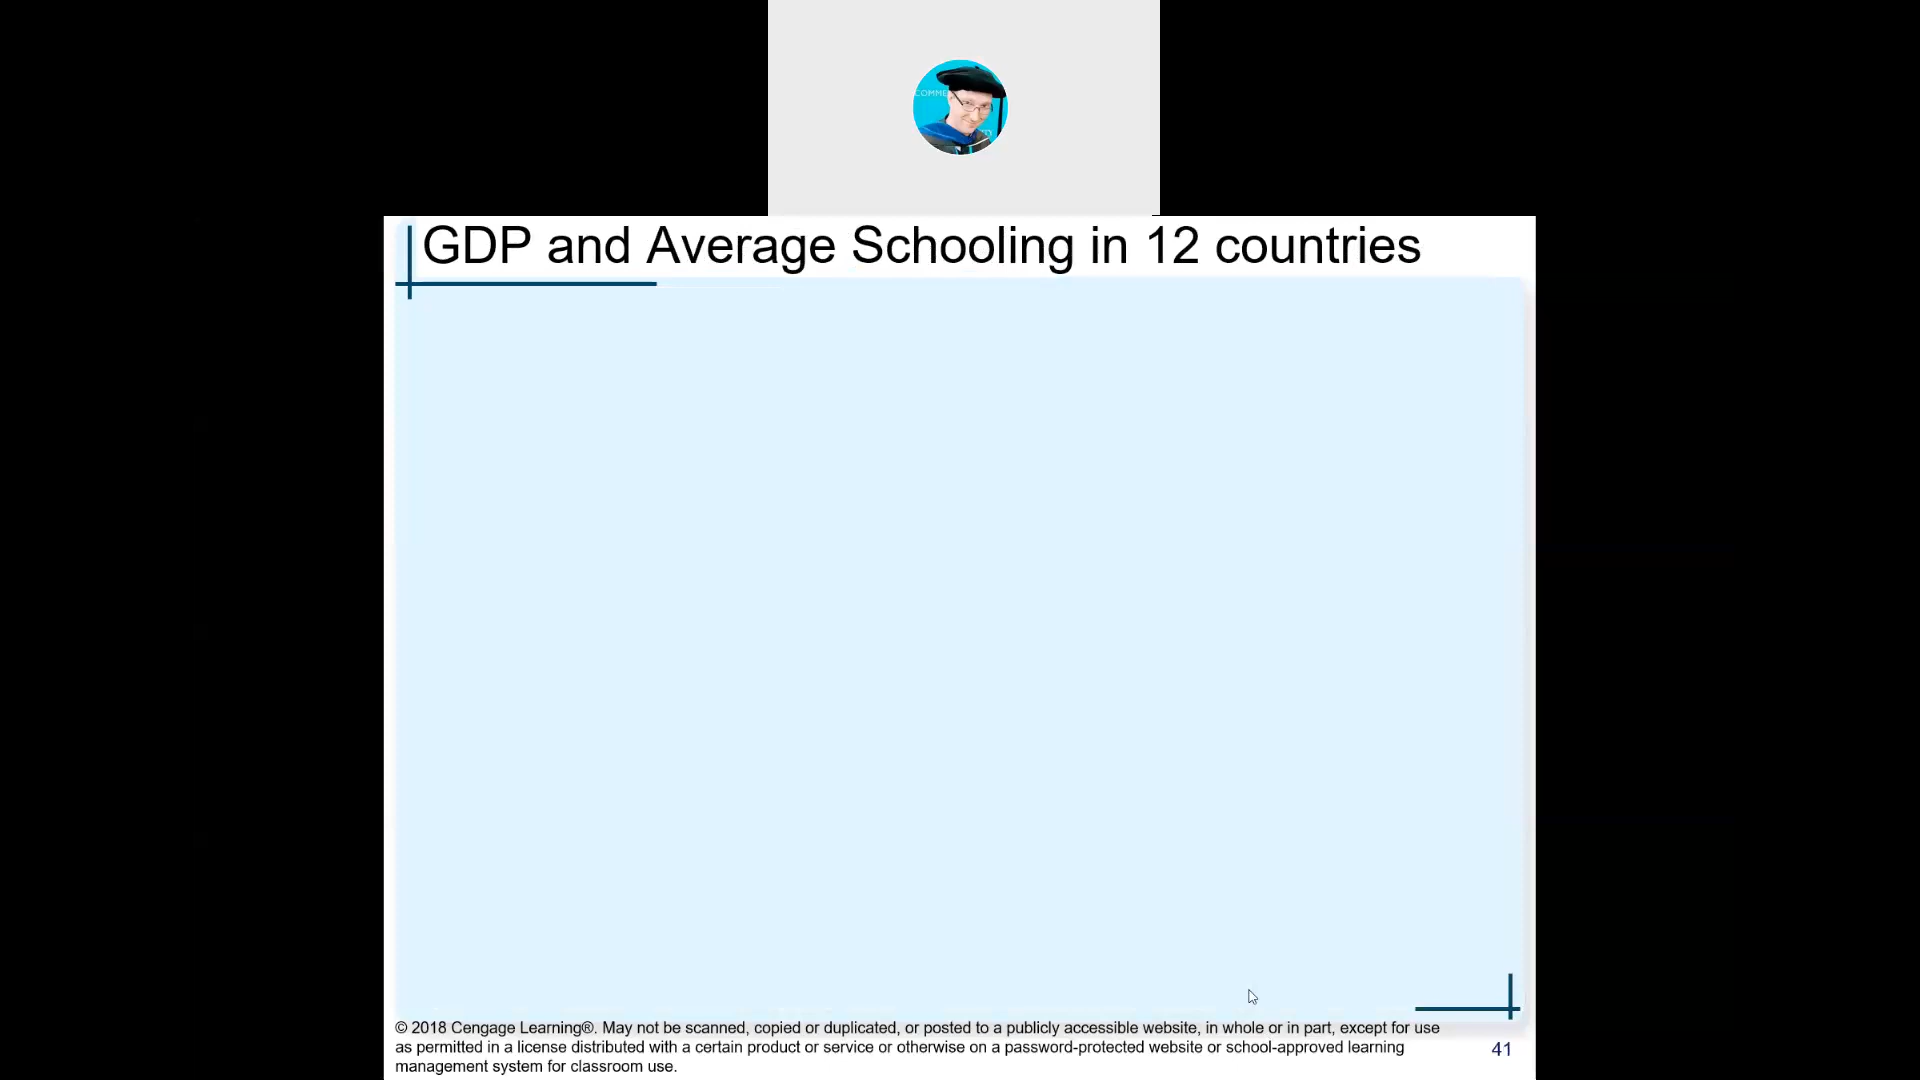 COMME
GDP and Average Schooling in 12 countries
© 2018 Cengage Learning®. May not be scanned, copied or duplicated, or posted to a publicly accessible website, in whole or in part, except for use
as permitted in a license distributed with a certain product or service or otherwise on a password-protected website or school-approved learning
management system for classroom use.
41